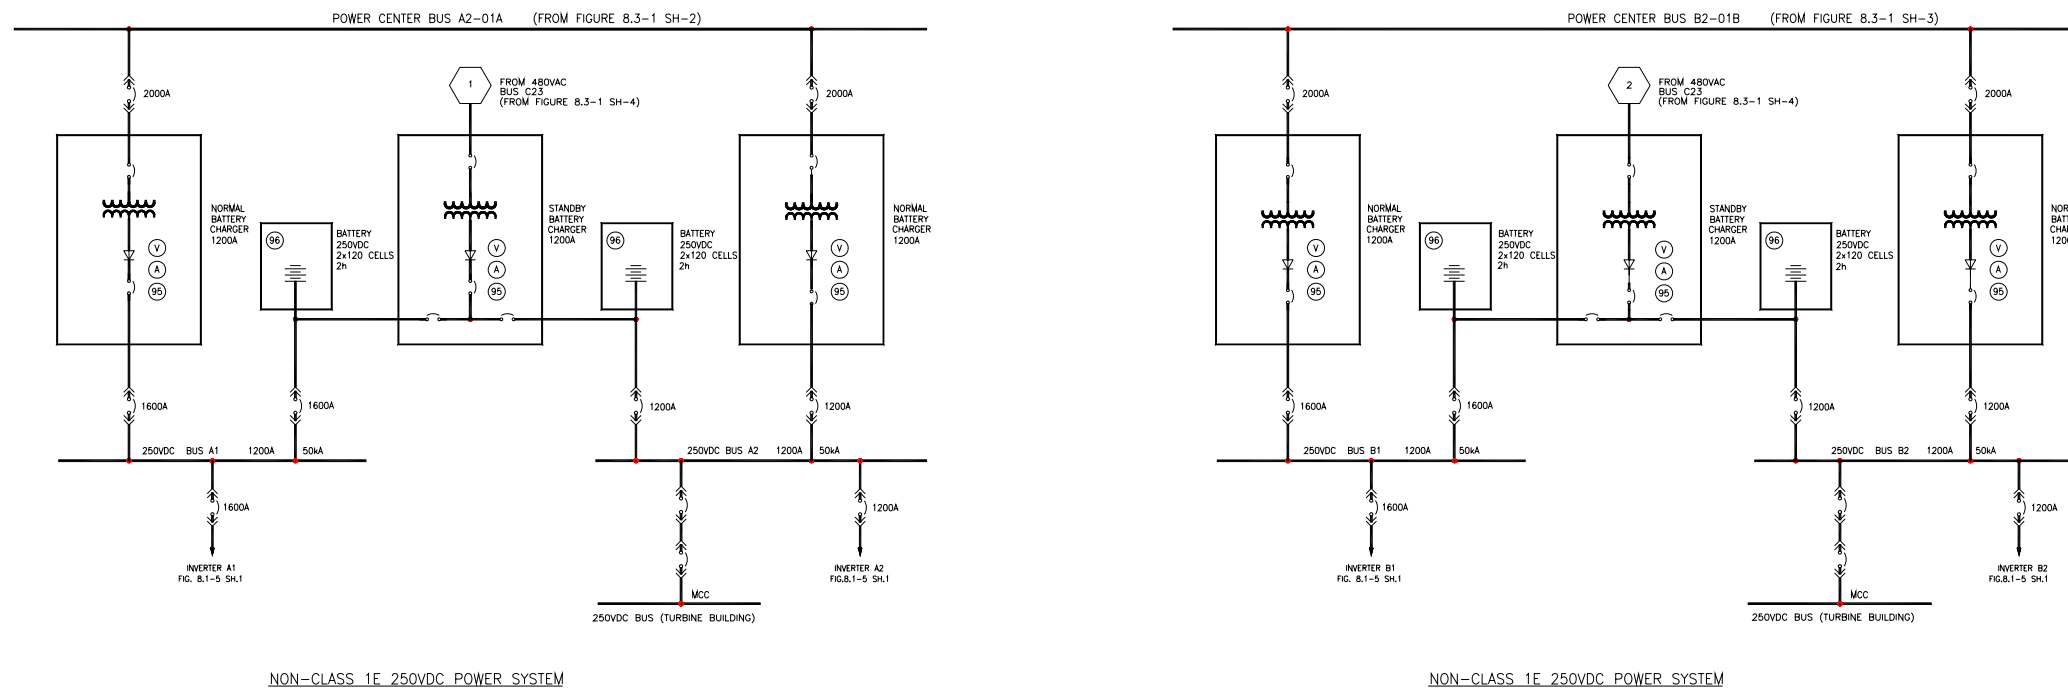 POWER CENTER BUS A2-01A (FROM FIGURE 8.3-1 SH-2)
2000A
1
FROM 480VAC
BUS C23
(FROM FIGURE 8.3-1 SH-4)
2000A
NORMAL
BATTERY
CHARGER
1200A
V
A
95
96
BATTERY
250VDC
2x120 CELLS
2h
STANDBY
BATTERY
CHARGER
1200A
V
A
95
96
BATTERY
250VDC
2x120 CELLS
2h
NORMAL
BATTERY
CHARGER
1200A
V
A
95
1600A
1600A
1200A
1200A
250VDC BUS A1 1200A 50kA
250VDC BUS A2 1200A 50kA
1600A
1200A
INVERTER A1
FIG. 8.1-5 SH.1
INVERTER A2
FIG.8.1-5 SH.1
MCC
250VDC BUS (TURBINE BUILDING)
NON-CLASS 1E 250VDC POWER SYSTEM
POWER CENTER BUS B2-01B (FROM FIGURE 8.3-1 SH-3)
2000A
2
FROM 480VAC
BUS C23
(FROM FIGURE 8.3-1 SH-4)
2000A
NORMAL
BATTERY
CHARGER
1200A
V
A
95
96
BATTERY
250VDC
2x120 CELLS
2h
STANDBY
BATTERY
CHARGER
1200A
V
A
95
96
BATTERY
250VDC
2x120 CELLS
2h
V
A
95
1600A
1600A
1200A
1200A
250VDC BUS B1 1200A 50kA
250VDC BUS B2 1200A 50kA
1600A
1200A
INVERTER B1
FIG. 8.1-5 SH.1
INVERTER B2
FIG.8.1-5 SH.1
MCC
250VDC BUS (TURBINE BUILDING)
NON-CLASS 1E 250VDC POWER SYSTEM